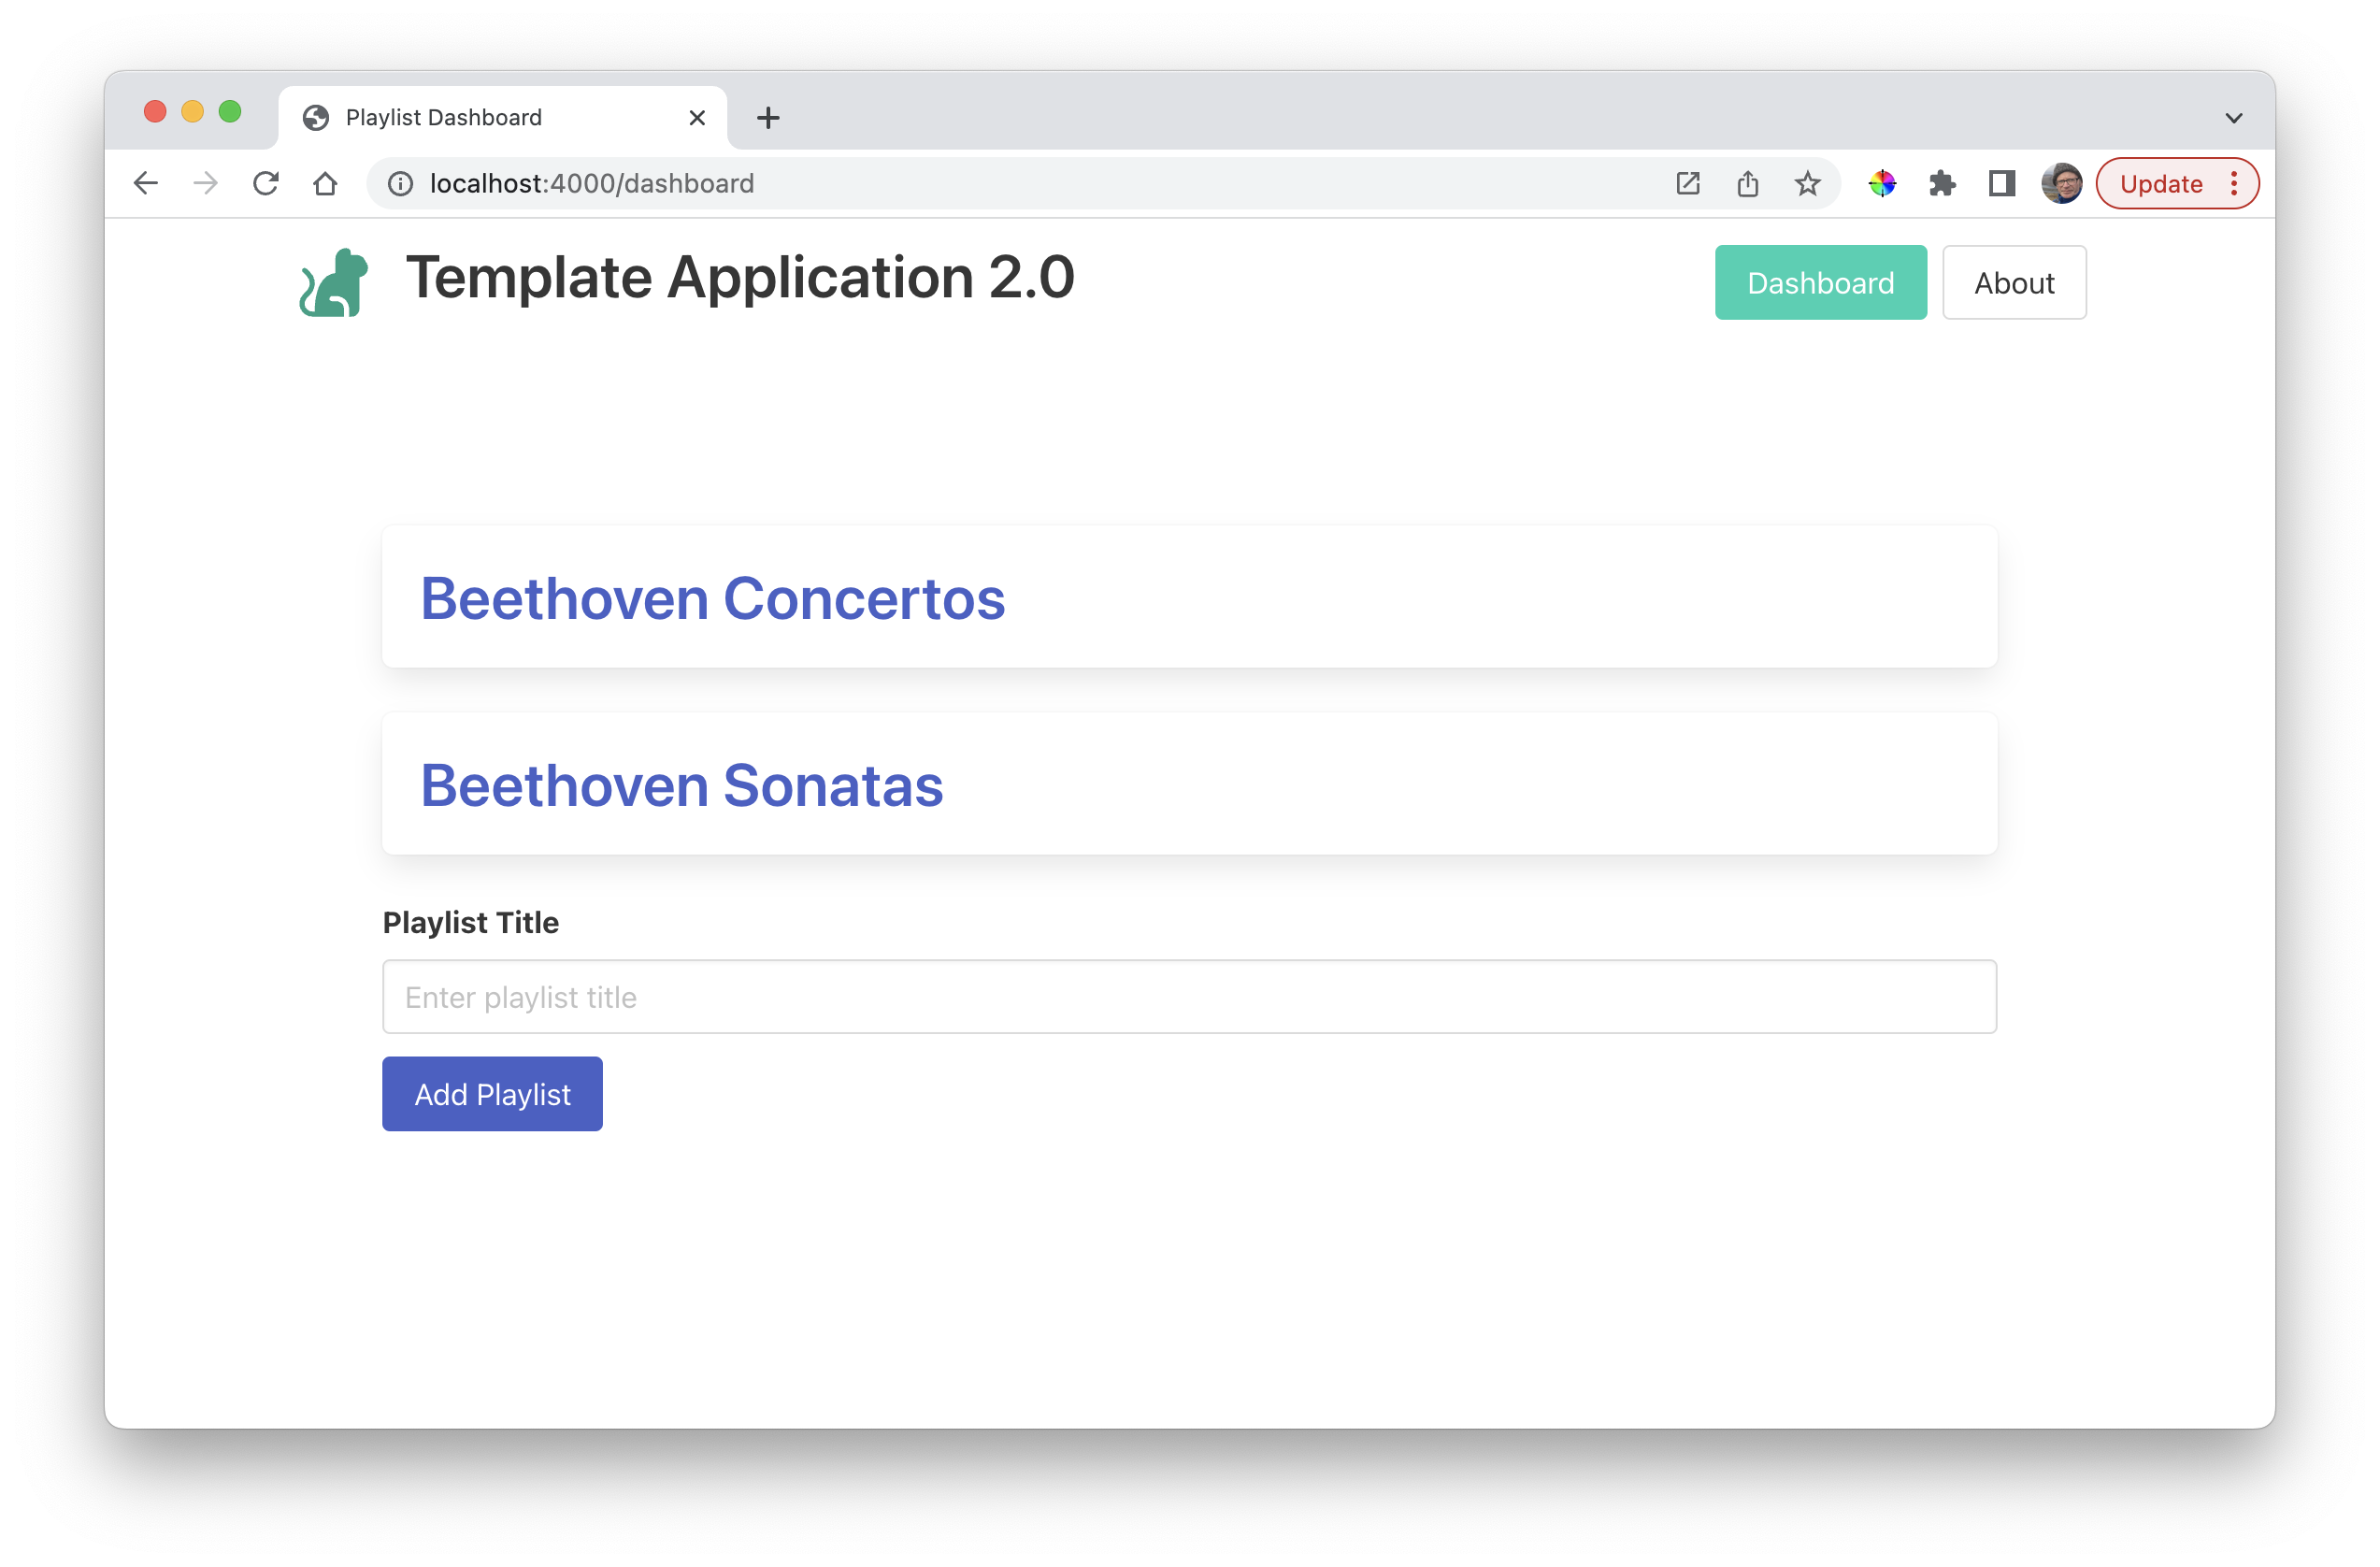 Playlist Dashboard
localhost:4000/dashboard
Update
Template Application 2.0
Dashboard
About
Beethoven Concertos
Beethoven Sonatas
Playlist Title
Enter playlist title
Add Playlist